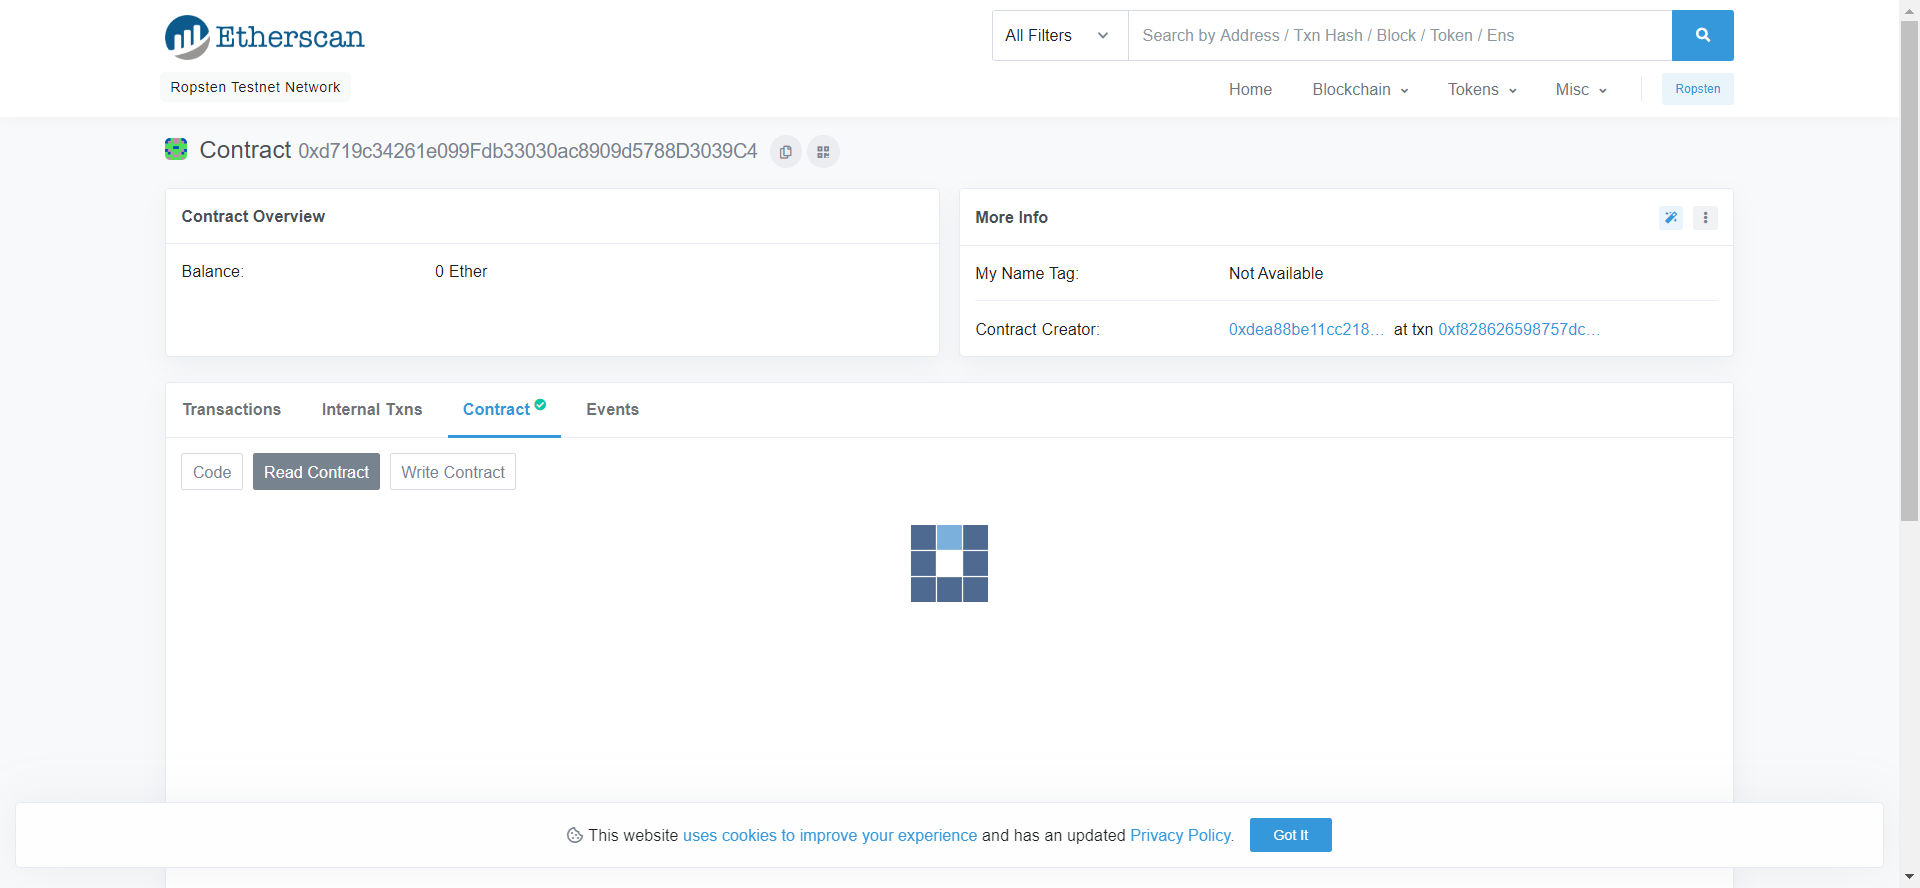 Etherscan
All Filters
Search by Address / Txn Hash / Block / Token / Ens
Ropsten Testnet Network
Home
Blockchain
Tokens
Misc
Ropsten
Contract 0xd719c34261e099Fdb33030ac8909d5788D3039C4
Contract Overview
Balance:
0 Ether
More Info
My Name Tag:
Not Available
Contract Creator:
0xdea88be11cc218... at txn 0xf828626598757dc...
Transactions
Internal Txns
Contract
Events
Code
Read Contract
Write Contract
This website uses cookies to improve your experience and has an updated Privacy Policy.
Got It